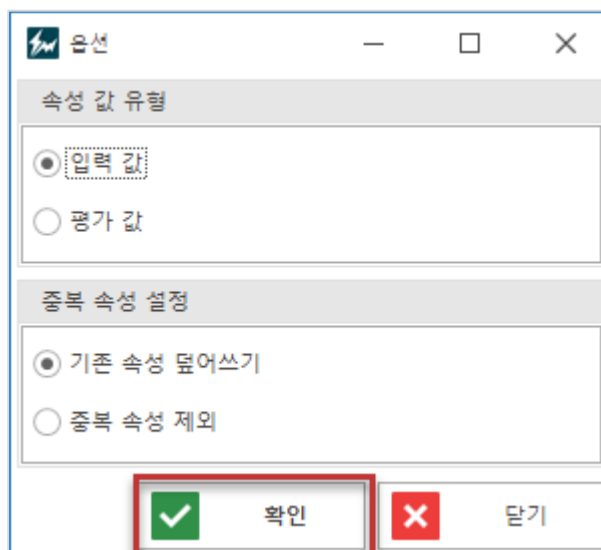 옵션
속성 값 유형
입력 값
평가 값
중복 속성 설정
기존 속성 덮어쓰기
중복 속성 제외
확인 닫기